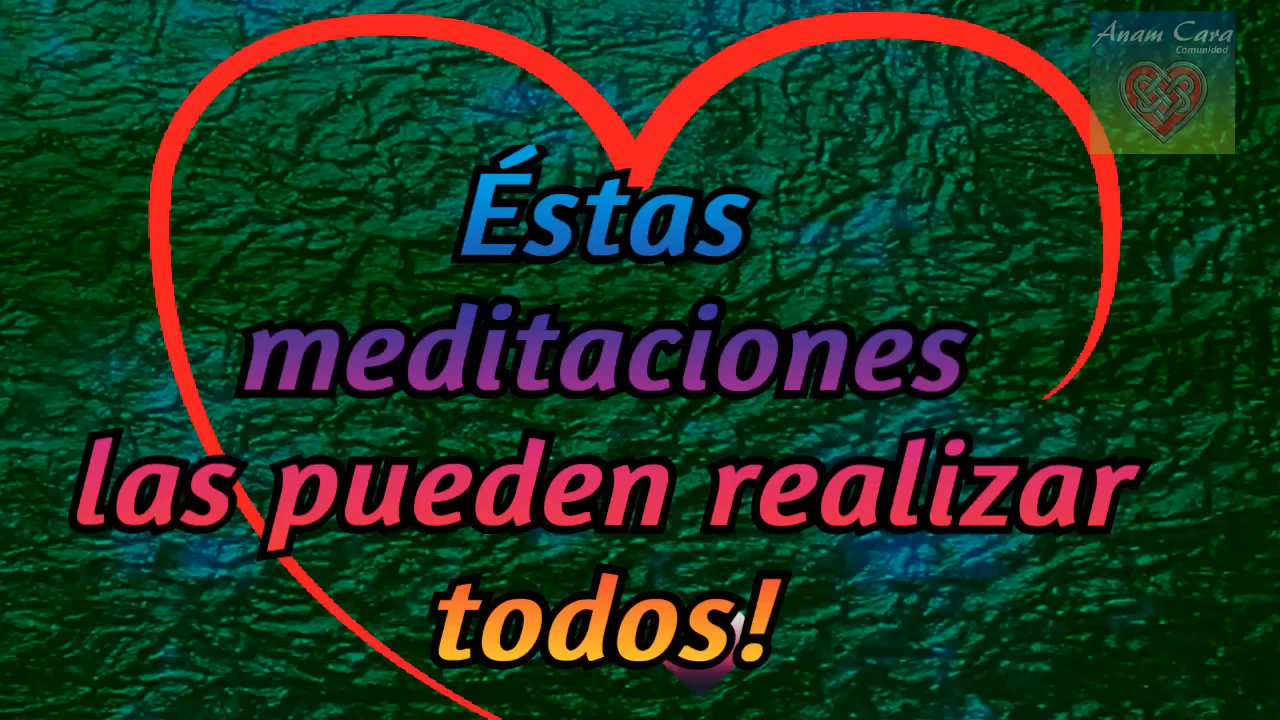 Anam Cara
Comunidad
Éstas
meditaciones
las pueden realizar
todos!